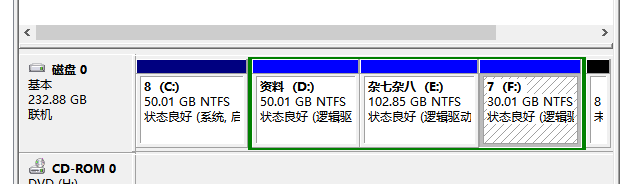 磁盘 0
基本
232.88 GB
联机
8 (C:)
50.01 GB NTFS
状态良好 (系统, 启
资料 (D:)
50.01 GB NTFS
状态良好 (逻辑驱
杂七杂八 (E:)
102.85 GB NTFS
状态良好 (逻辑驱动
7 (F:)
30.01 GB NTFS
状态良好 (逻辑驱
8
未
CD-ROM 0
DVD (H:)